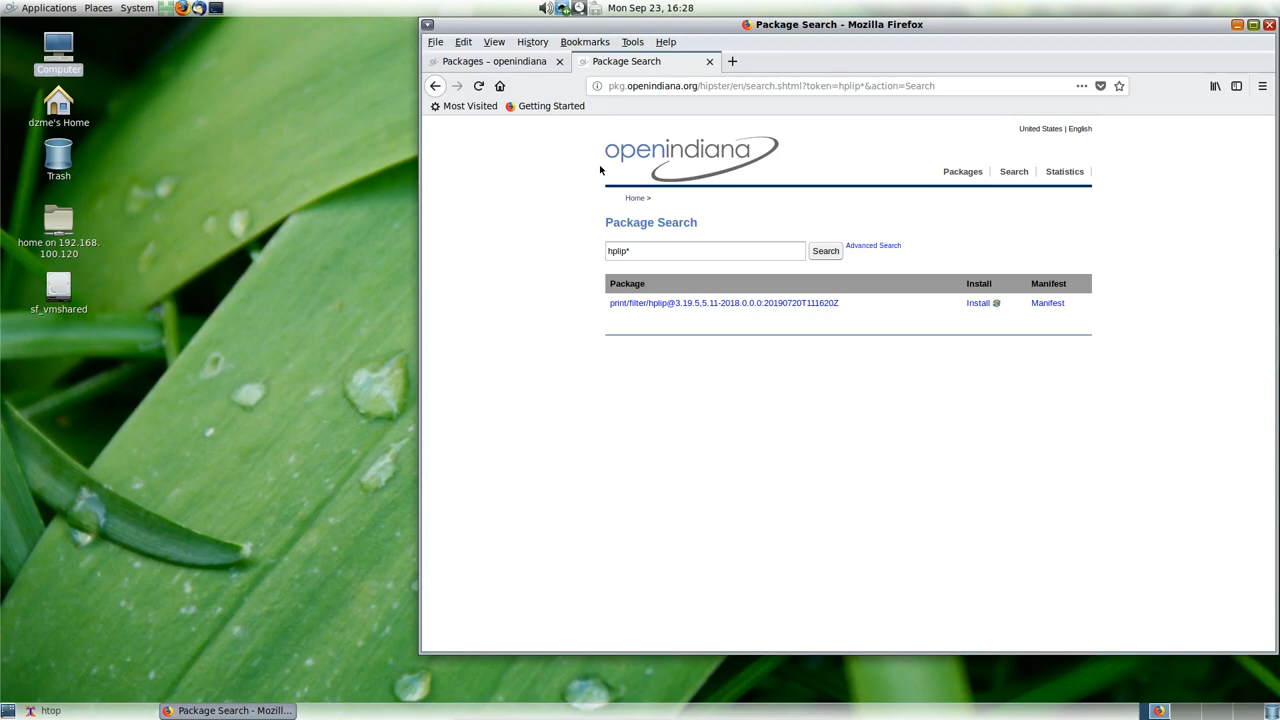 Applications Places System
Mon Sep 23, 16:28
Computer
dzme's Home
Trash
home on 192.168.
100.120
sf_vmshared
Package Search - Mozilla Firefox
File Edit View History Bookmarks Tools Help
Packages – openindiana
Package Search
pkg.openindiana.org/hipster/en/search.shtml?token=hplip*&action=Search
Most Visited Getting Started
United States | English
openindiana
Packages | Search | Statistics |
Home >
Package Search
hplip*
Search
Advanced Search
Package Install Manifest
print/filter/hplip@3.19.5,5.11-2018.0.0.0:20190720T111620Z Install Manifest
htop
Package Search - Mozill...